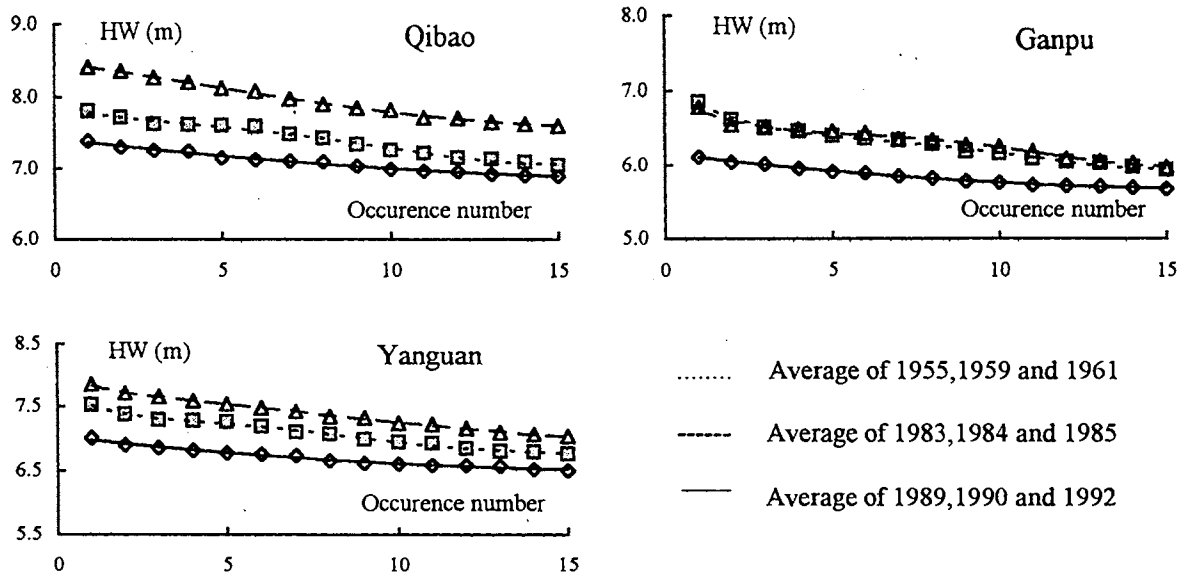 9.0
HW (m)
Qibao
8.0
7.0
Occurence number
6.0
0 5 10 15
8.0
HW (m)
Ganpu
7.0
6.0
Occurence number
5.0
0 5 10 15
8.5
HW (m)
Yanguan
7.5
6.5
Occurence number
5.5
0 5 10 15
Average of 1955,1959 and 1961
Average of 1983,1984 and 1985
Average of 1989,1990 and 1992